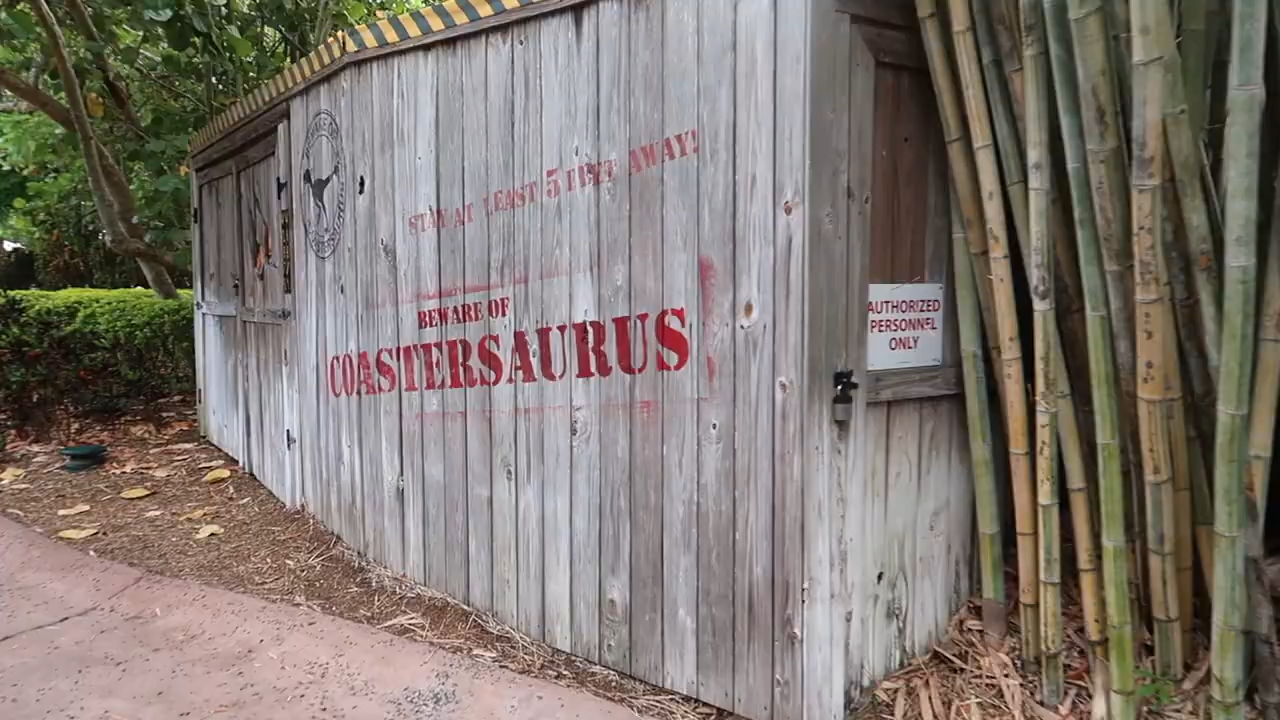 STAY AT LEAST 5 FEET AWAY!
BEWARE OF
COASTERSAURUS
AUTHORIZED
PERSONNEL
ONLY